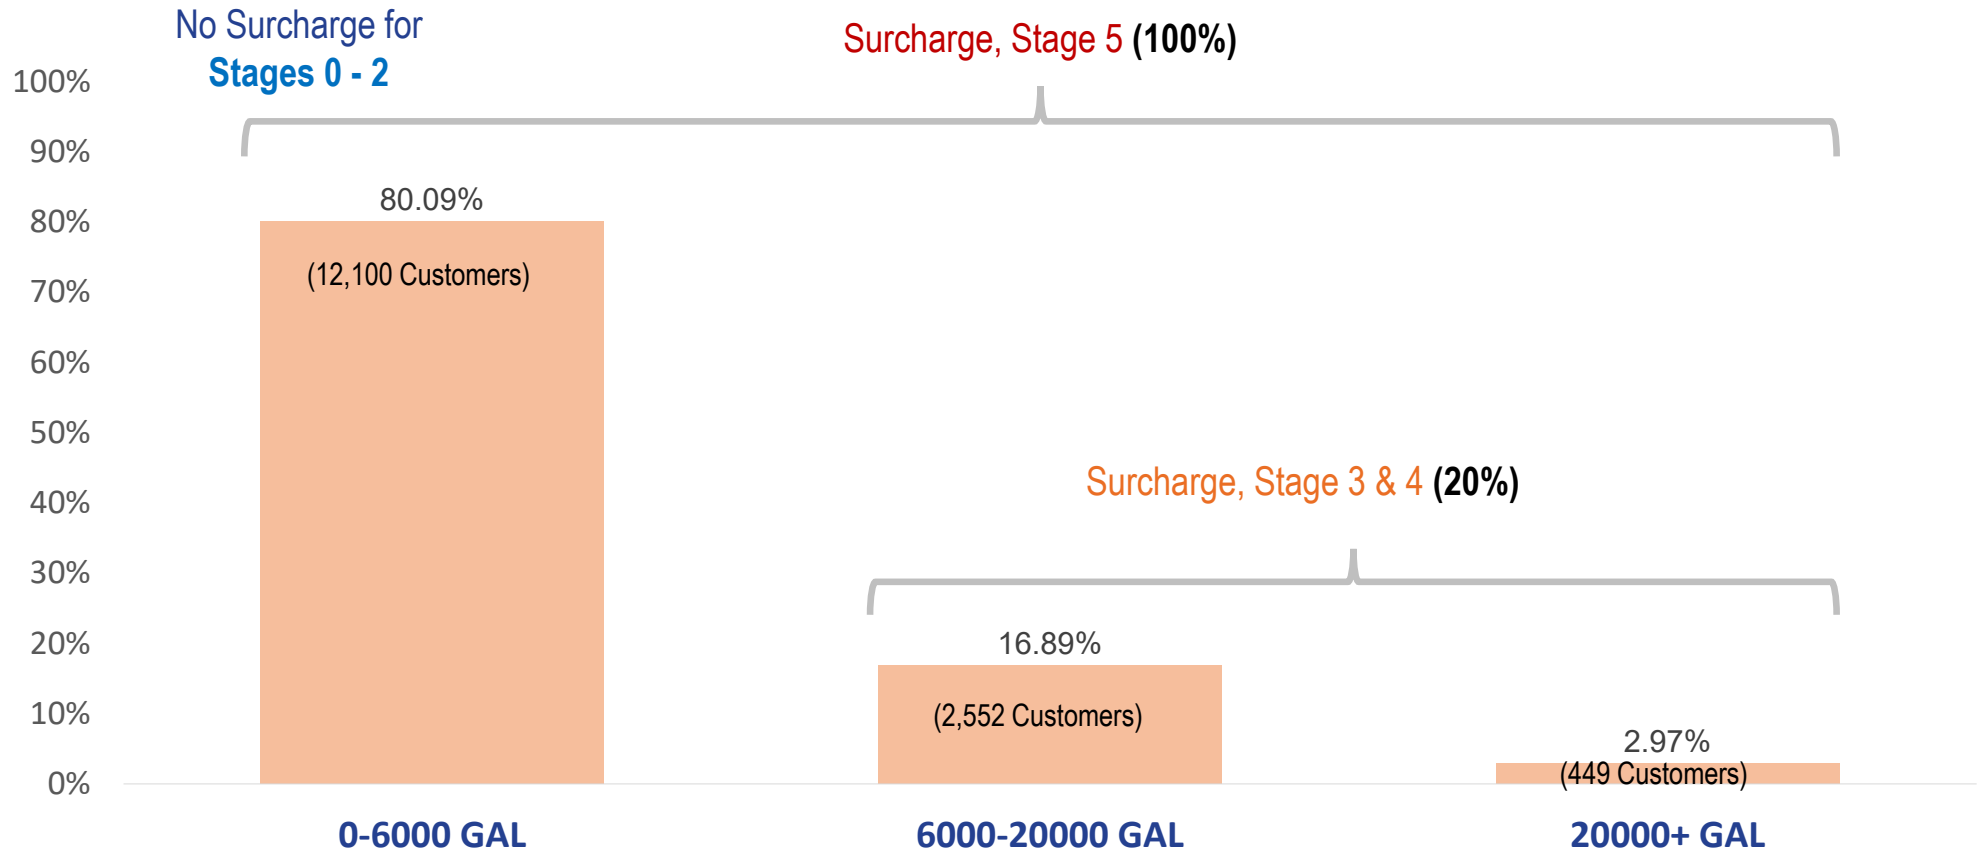 No Surcharge for
Stages 0 - 2
Surcharge, Stage 5 (100%)
100%
90%
80%
70%
60%
50%
40%
30%
20%
10%
0%
80.09%
(12,100 Customers)
Surcharge, Stage 3 & 4 (20%)
16.89%
(2,552 Customers)
2.97%
(449 Customers)
0-6000 GAL
6000-20000 GAL
20000+ GAL